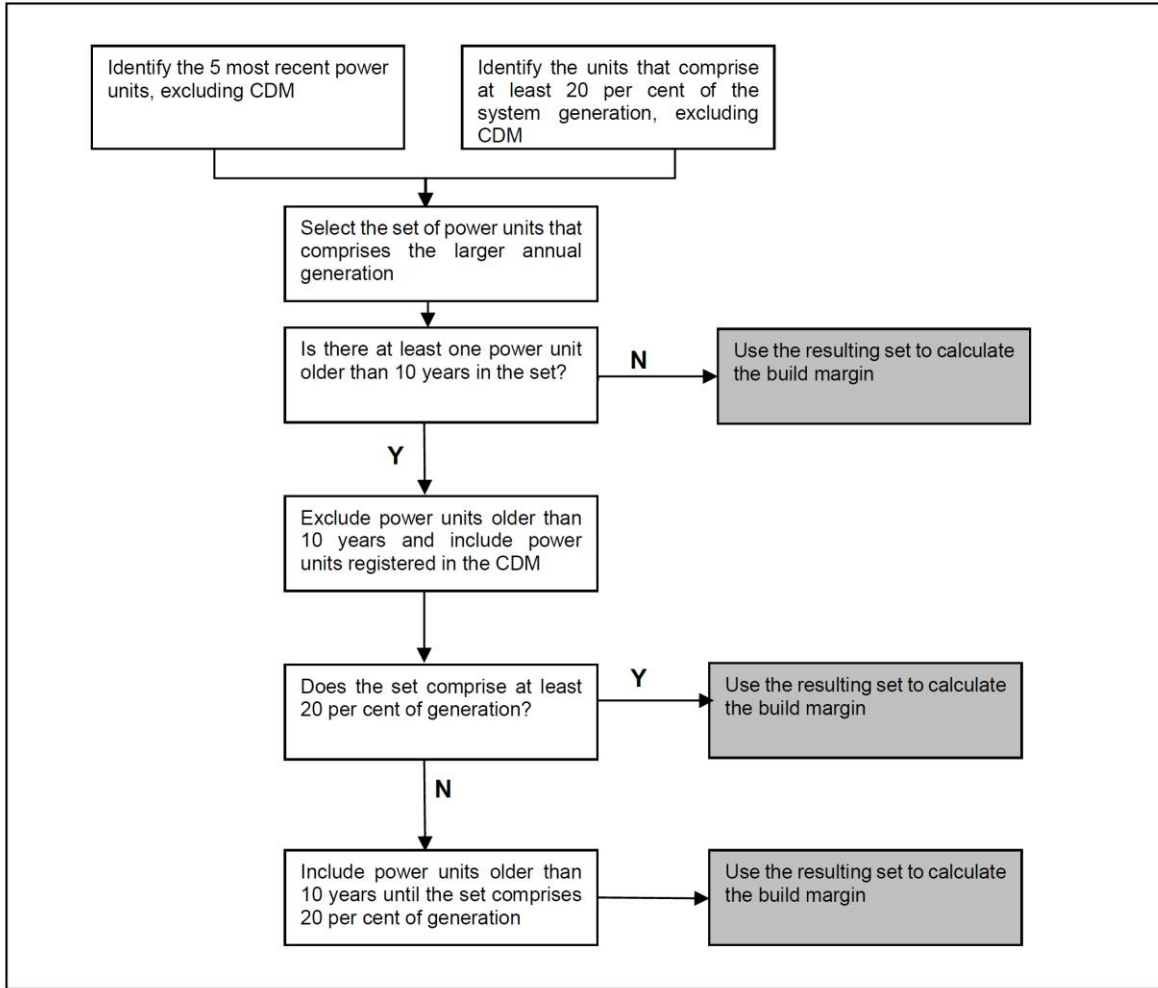 Identify the 5 most recent power
units, excluding CDM
Identify the units that comprise
at least 20 per cent of the
system generation, excluding
CDM
Select the set of power units that
comprises the larger annual
generation
Is there at least one power unit
older than 10 years in the set?
N
Use the resulting set to calculate
the build margin
Y
Exclude power units older than
10 years and include power
units registered in the CDM
Does the set comprise at least
20 per cent of generation?
Y
Use the resulting set to calculate
the build margin
N
Include power units older than
10 years until the set comprises
20 per cent of generation
Use the resulting set to calculate
the build margin